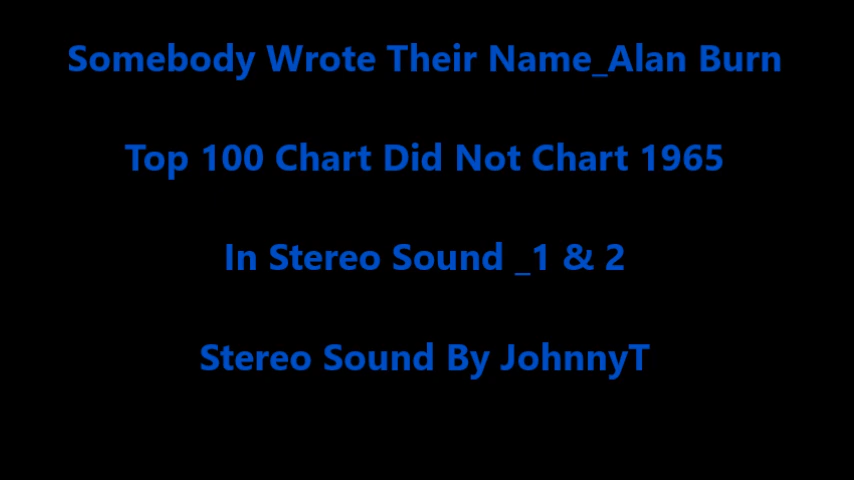 Somebody Wrote Their Name_Alan Burn
Top 100 Chart Did Not Chart 1965
In Stereo Sound _1 & 2
Stereo Sound By JohnnyT